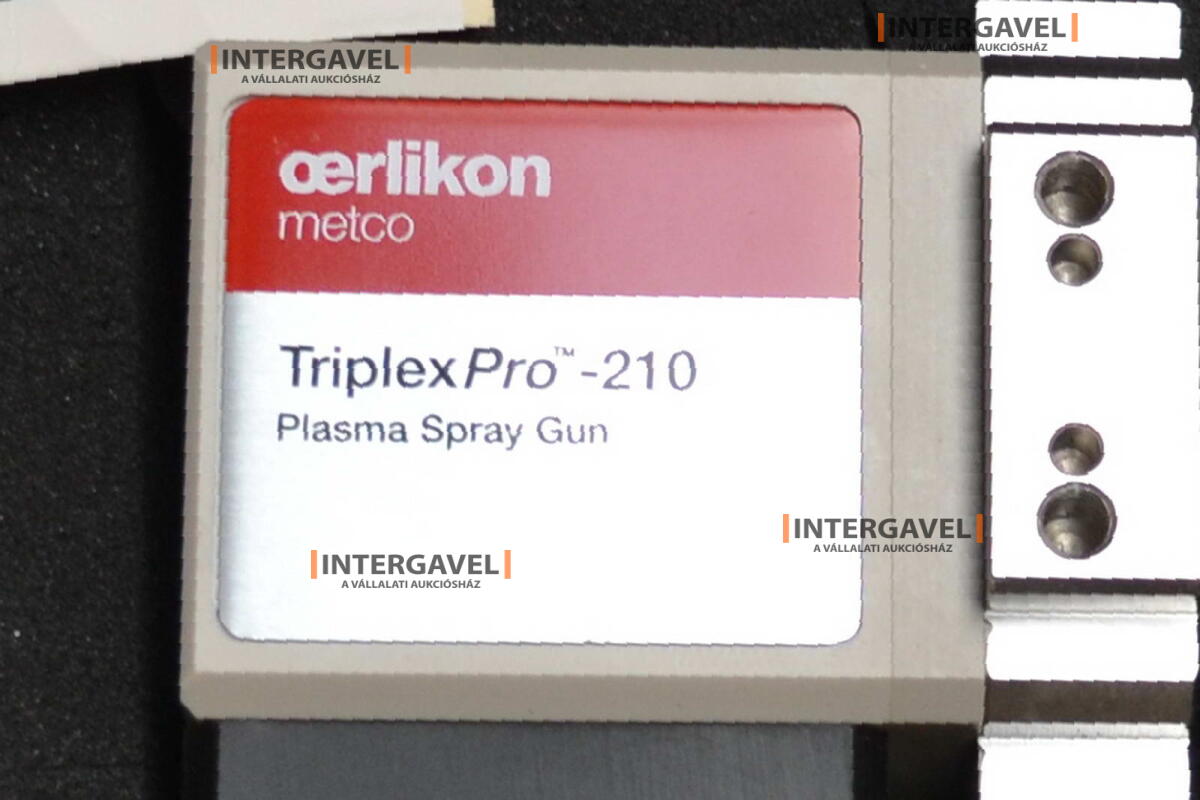 INTERGAVEL
A VÁLLALATI AUKCIÓSHÁZ
INTERGAVEL
A VÁLLALATI AUKCIÓSHÁZ
œrlikon
metco
TriplexPro™-210
Plasma Spray Gun
INTERGAVEL
A VÁLLALATI AUKCIÓSHÁZ
INTERGAVEL
A VÁLLALATI AUKCIÓSHÁZ